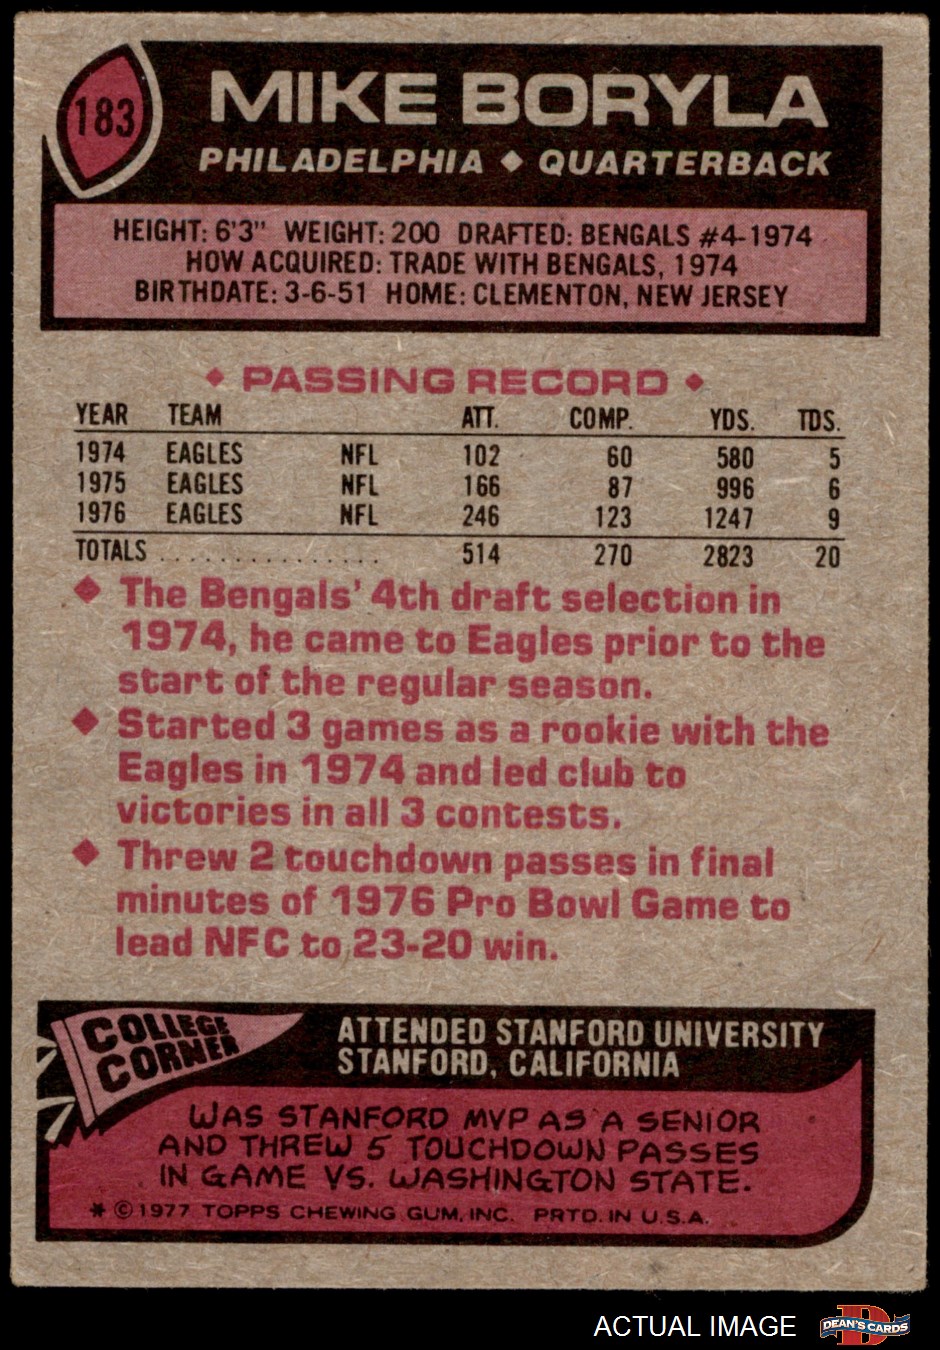 183
MIKE BORYLA
PHILADELPHIA ◆ QUARTERBACK
HEIGHT: 6'3" WEIGHT: 200 DRAFTED: BENGALS #4-1974
HOW ACQUIRED: TRADE WITH BENGALS, 1974
BIRTHDATE: 3-6-51 HOME: CLEMENTON, NEW JERSEY
◆ PASSING RECORD ◆
YEAR TEAM ATT. COMP. YDS. TDS.
1974 EAGLES NFL 102 60 580 5
1975 EAGLES NFL 166 87 996 6
1976 EAGLES NFL 246 123 1247 9
TOTALS ............... 514 270 2823 20
◆ The Bengals' 4th draft selection in
1974, he came to Eagles prior to the
start of the regular season.
◆ Started 3 games as a rookie with the
Eagles in 1974 and led club to
victories in all 3 contests.
◆ Threw 2 touchdown passes in final
minutes of 1976 Pro Bowl Game to
lead NFC to 23-20 win.
COLLEGE
CORNER
ATTENDED STANFORD UNIVERSITY
STANFORD, CALIFORNIA
WAS STANFORD MVP AS A SENIOR
AND THREW 5 TOUCHDOWN PASSES
IN GAME VS. WASHINGTON STATE.
* © 1977 TOPPS CHEWING GUM, INC. PRTD. IN U.S.A.
ACTUAL IMAGE
D
DEAN'S CARDS